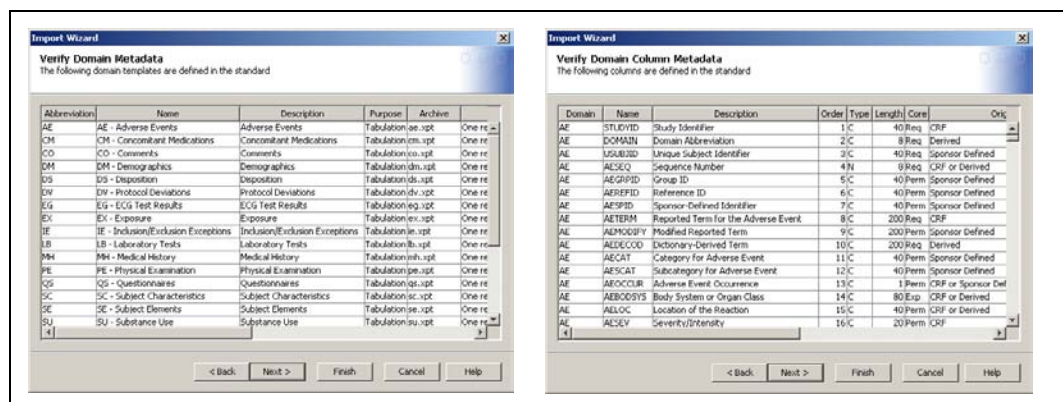 Import Wizard
Verify Domain Metadata
The following domain templates are defined in the standard
Abbreviation Name Description Purpose Archive
AE AE - Adverse Events Adverse Events Tabulation ae.xpt One re
CM CM - Concomitant Medications Concomitant Medications Tabulation cm.xpt One re
CO CO - Comments Comments Tabulation co.xpt One re
DM DM - Demographics Demographics Tabulation dm.xpt One re
DS DS - Disposition Disposition Tabulation ds.xpt One re
DV DV - Protocol Deviations Protocol Deviations Tabulation dv.xpt One re
EG EG - ECG Test Results ECG Test Results Tabulation eg.xpt One re
EX EX - Exposure Exposure Tabulation ex.xpt One re
IE IE - Inclusion/Exclusion Exceptions Inclusion/Exclusion Exceptions Tabulation ie.xpt One re
LB LB - Laboratory Tests Laboratory Tests Tabulation lb.xpt One re
MH MH - Medical History Medical History Tabulation mh.xpt One re
PE PE - Physical Examination Physical Examination Tabulation pe.xpt One re
QS QS - Questionnaires Questionnaires Tabulation qs.xpt One re
SC SC - Subject Characteristics Subject Characteristics Tabulation sc.xpt One re
SE SE - Subject Elements Subject Elements Tabulation se.xpt One re
SU SU - Substance Use Substance Use Tabulation su.xpt One re
< Back Next > Finish Cancel Help
Import Wizard
Verify Domain Column Metadata
The following columns are defined in the standard
Domain Name Description Order Type Length Core Orig
AE STUDYID Study Identifier 1 C 40 Req CRF
AE DOMAIN Domain Abbreviation 2 C 8 Req Derived
AE USUBJID Unique Subject Identifier 3 C 40 Req Sponsor Defined
AE AESEQ Sequence Number 4 N 8 Req CRF or Derived
AE AEGRPID Group ID 5 C 40 Perm Sponsor Defined
AE AEREFID Reference ID 6 C 40 Perm Sponsor Defined
AE AESPID Sponsor-Defined Identifier 7 C 40 Perm Sponsor Defined
AE AETERM Reported Term for the Adverse Event 8 C 200 Req CRF
AE AEMODIFY Modified Reported Term 9 C 200 Perm Sponsor Defined
AE AEDECOD Dictionary-Derived Term 10 C 200 Req Derived
AE AECAT Category for Adverse Event 11 C 40 Perm Sponsor Defined
AE AESCAT Subcategory for Adverse Event 12 C 40 Perm Sponsor Defined
AE AEOCCUR Adverse Event Occurrence 13 C 1 Perm CRF or Sponsor Def
AE AEBODSYS Body System or Organ Class 14 C 80 Exp CRF or Derived
AE AELOC Location of the Reaction 15 C 40 Perm CRF or Derived
AE AESEV Severity/Intensity 16 C 20 Perm CRF
< Back Next > Finish Cancel Help